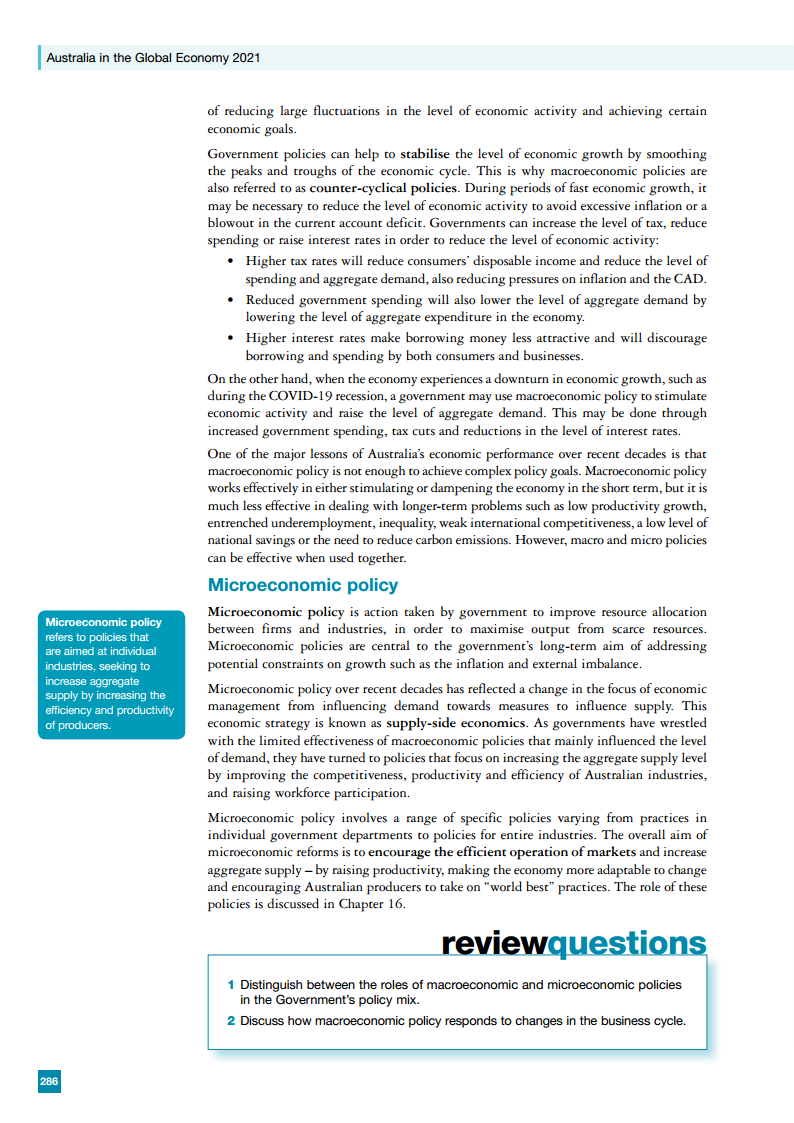 Australia in the Global Economy 2021
of reducing large fluctuations in the level of economic activity and achieving certain
economic goals.
Government policies can help to stabilise the level of economic growth by smoothing
the peaks and troughs of the economic cycle. This is why macroeconomic policies are
also referred to as counter-cyclical policies. During periods of fast economic growth, it
may be necessary to reduce the level of economic activity to avoid excessive inflation or a
blowout in the current account deficit. Governments can increase the level of tax, reduce
spending or raise interest rates in order to reduce the level of economic activity:
• Higher tax rates will reduce consumers’ disposable income and reduce the level of
spending and aggregate demand, also reducing pressures on inflation and the CAD.
• Reduced government spending will also lower the level of aggregate demand by
lowering the level of aggregate expenditure in the economy.
• Higher interest rates make borrowing money less attractive and will discourage
borrowing and spending by both consumers and businesses.
On the other hand, when the economy experiences a downturn in economic growth, such as
during the COVID-19 recession, a government may use macroeconomic policy to stimulate
economic activity and raise the level of aggregate demand. This may be done through
increased government spending, tax cuts and reductions in the level of interest rates.
One of the major lessons of Australia’s economic performance over recent decades is that
macroeconomic policy is not enough to achieve complex policy goals. Macroeconomic policy
works effectively in either stimulating or dampening the economy in the short term, but it is
much less effective in dealing with longer-term problems such as low productivity growth,
entrenched underemployment, inequality, weak international competitiveness, a low level of
national savings or the need to reduce carbon emissions. However, macro and micro policies
can be effective when used together.
Microeconomic policy
Microeconomic policy is action taken by government to improve resource allocation
between firms and industries, in order to maximise output from scarce resources.
Microeconomic policies are central to the government’s long-term aim of addressing
potential constraints on growth such as the inflation and external imbalance.
Microeconomic policy
refers to policies that
are aimed at individual
industries, seeking to
increase aggregate
supply by increasing the
efficiency and productivity
of producers.
Microeconomic policy over recent decades has reflected a change in the focus of economic
management from influencing demand towards measures to influence supply. This
economic strategy is known as supply-side economics. As governments have wrestled
with the limited effectiveness of macroeconomic policies that mainly influenced the level
of demand, they have turned to policies that focus on increasing the aggregate supply level
by improving the competitiveness, productivity and efficiency of Australian industries,
and raising workforce participation.
Microeconomic policy involves a range of specific policies varying from practices in
individual government departments to policies for entire industries. The overall aim of
microeconomic reforms is to encourage the efficient operation of markets and increase
aggregate supply – by raising productivity, making the economy more adaptable to change
and encouraging Australian producers to take on “world best” practices. The role of these
policies is discussed in Chapter 16.
reviewquestions
1 Distinguish between the roles of macroeconomic and microeconomic policies
in the Government’s policy mix.
2 Discuss how macroeconomic policy responds to changes in the business cycle.
286